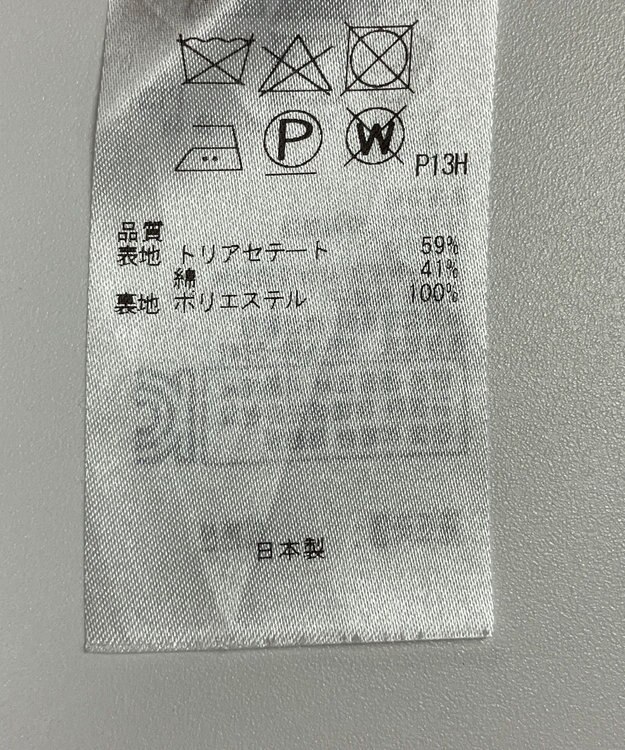 P W P13H
品質
表地 トリアセテート 59%
綿 41%
裏地 ポリエステル 100%
日本製